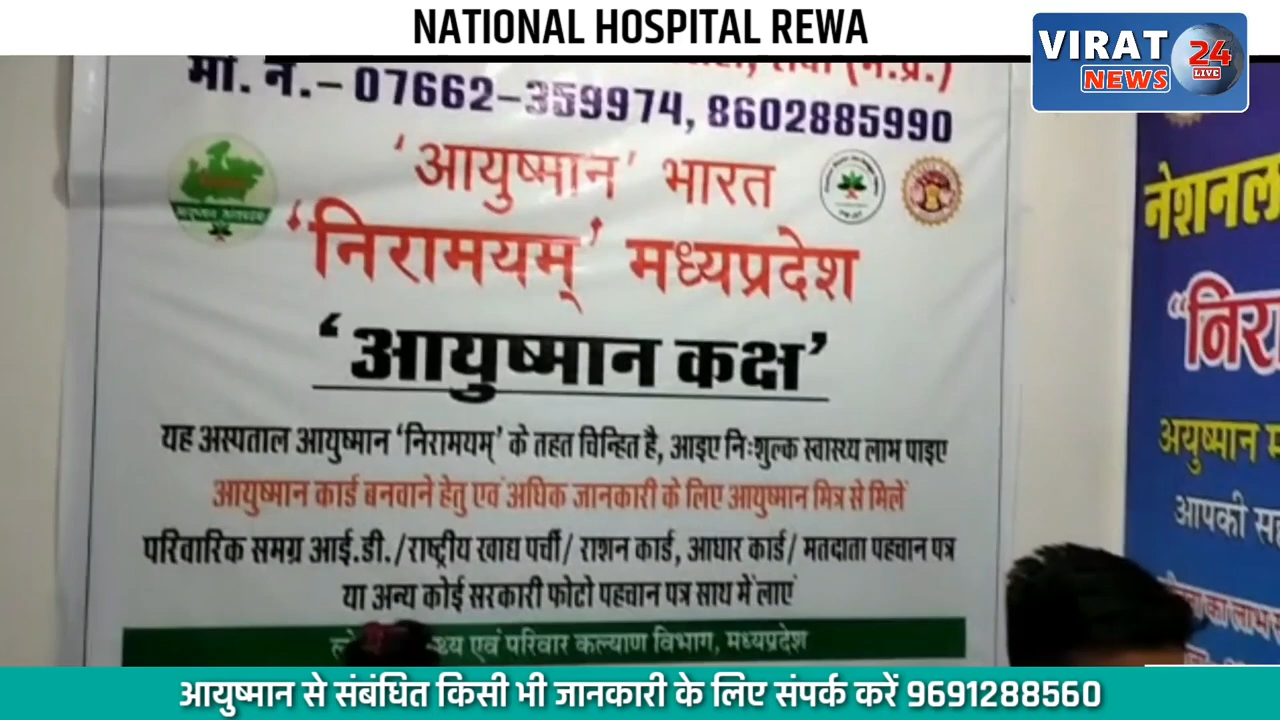 NATIONAL HOSPITAL REWA
VIRAT
NEWS
24
LIVE
रीवा (म.प्र.)
मो. न.– 07662–359974, 8602885990
‘आयुष्मान’ भारत
‘निरामयम्’ मध्यप्रदेश
‘आयुष्मान कक्ष’
यह अस्पताल आयुष्मान ‘निरामयम्’ के तहत चिन्हित है, आइए निःशुल्क स्वास्थ्य लाभ पाइए
आयुष्मान कार्ड बनवाने हेतु एवं अधिक जानकारी के लिए आयुष्मान मित्र से मिलें
परिवारिक समग्र आई.डी./राष्ट्रीय खाद्य पर्ची/ राशन कार्ड, आधार कार्ड/ मतदाता पहचान पत्र
या अन्य कोई सरकारी फोटो पहचान पत्र साथ में लाएं
एवं परिवार कल्याण विभाग, मध्यप्रदेश
नेशनल
“निरा
अयुष्मान
आपकी
का लाभ
आयुष्मान से संबंधित किसी भी जानकारी के लिए संपर्क करें 9691288560